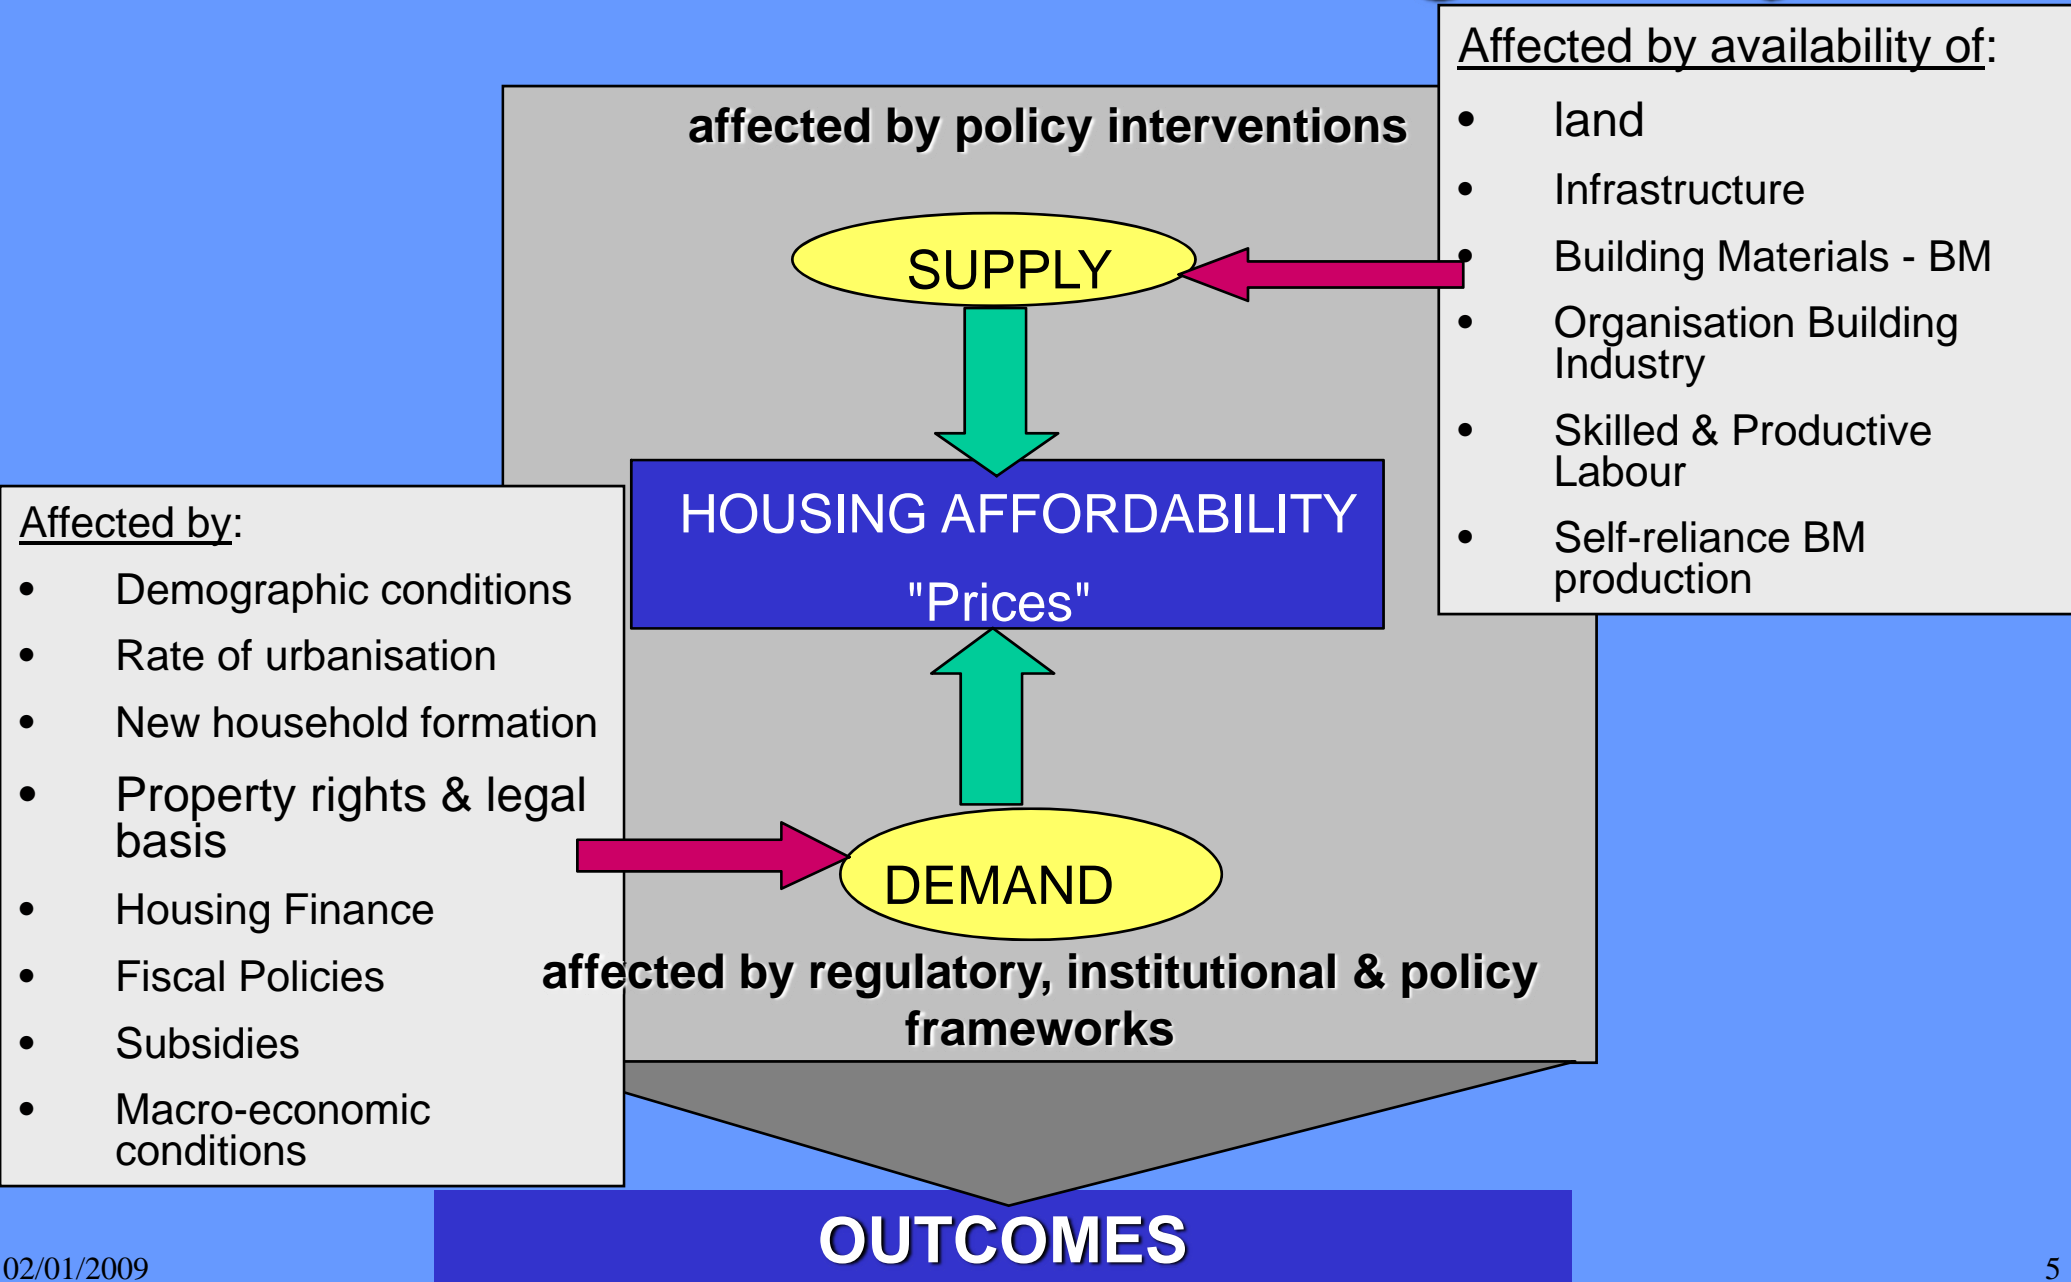 Affected by availability of:
• land
• Infrastructure
• Building Materials - BM
• Organisation Building
Industry
• Skilled & Productive
Labour
• Self-reliance BM
production
affected by policy interventions
SUPPLY
HOUSING AFFORDABILITY
"Prices"
Affected by:
• Demographic conditions
• Rate of urbanisation
• New household formation
• Property rights & legal
basis
• Housing Finance
• Fiscal Policies
• Subsidies
• Macro-economic
conditions
DEMAND
affected by regulatory, institutional & policy
frameworks
OUTCOMES
02/01/2009
5